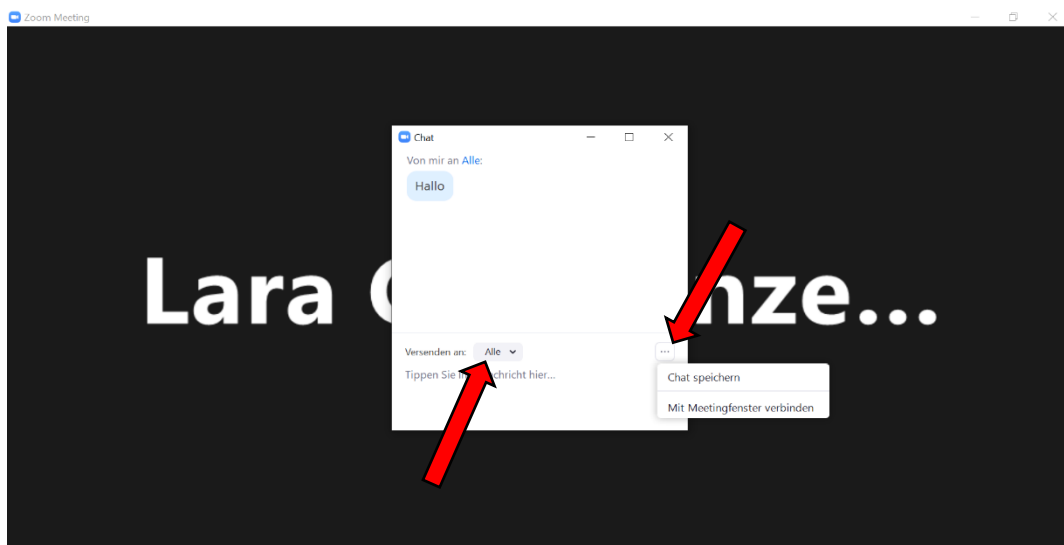 Zoom Meeting
Chat
Von mir an Alle:
Hallo
Lara nze...
Versenden an: Alle
Tippen Sie hier...
Chat speichern
Mit Meetingfenster verbinden